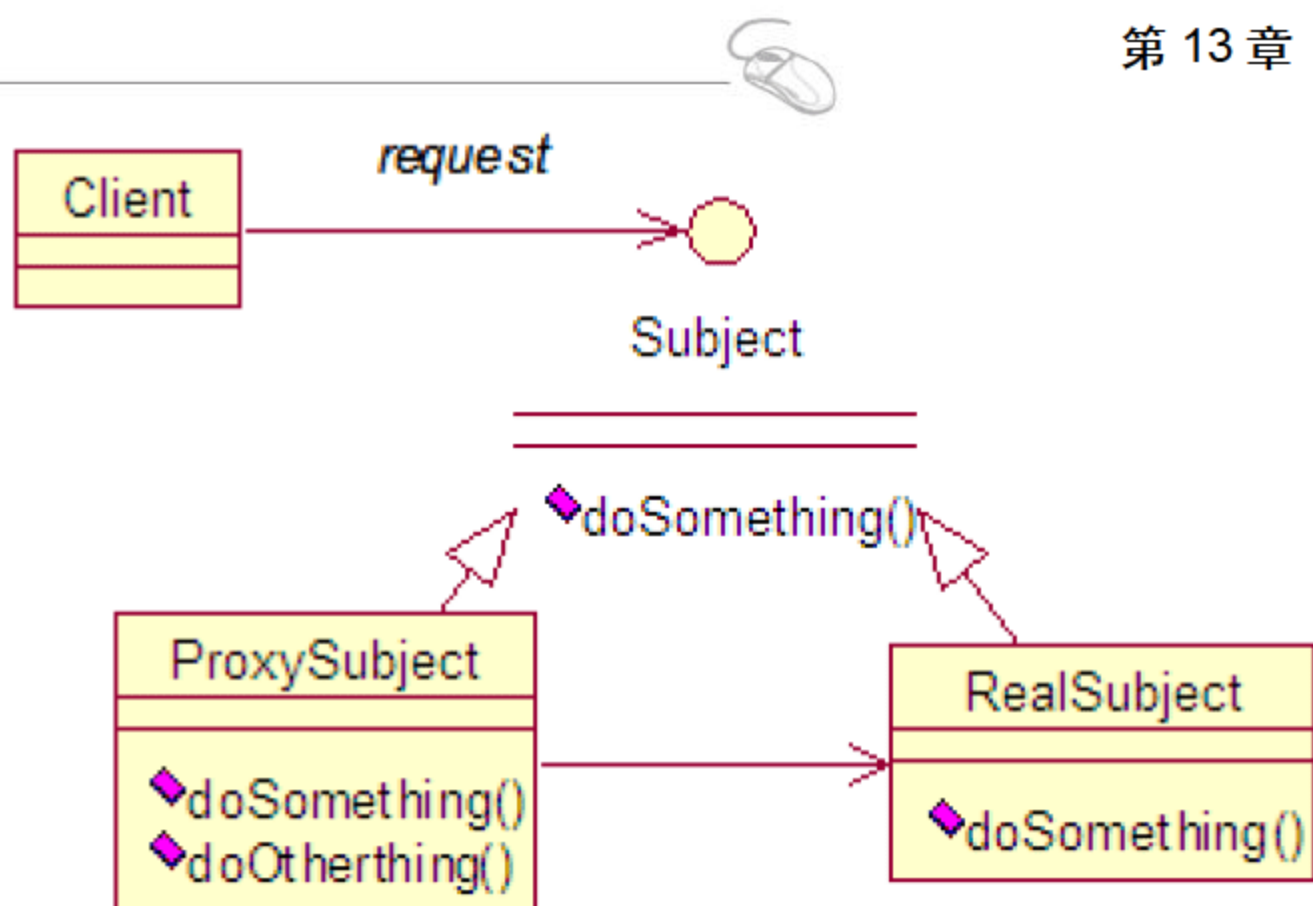 第 13 章
request
Client
Subject
doSomething()
ProxySubject
RealSubject
doSomething()
doSomething()
doOtherthing()